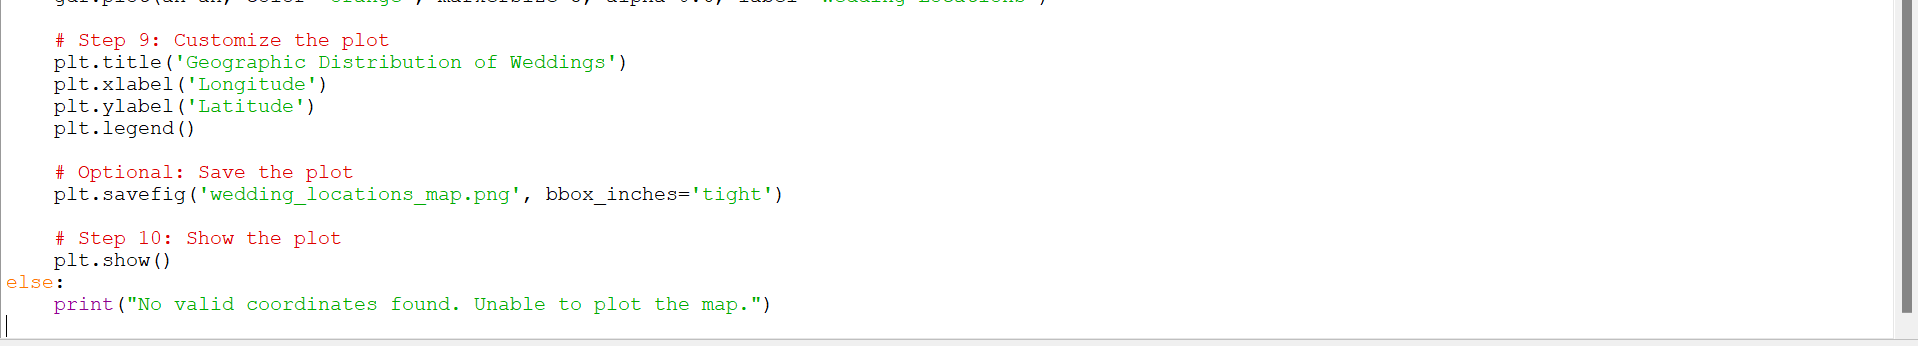 # Step 9: Customize the plot
plt.title('Geographic Distribution of Weddings')
plt.xlabel('Longitude')
plt.ylabel('Latitude')
plt.legend()
# Optional: Save the plot
plt.savefig('wedding_locations_map.png', bbox_inches='tight')
# Step 10: Show the plot
plt.show()
else:
print("No valid coordinates found. Unable to plot the map.")